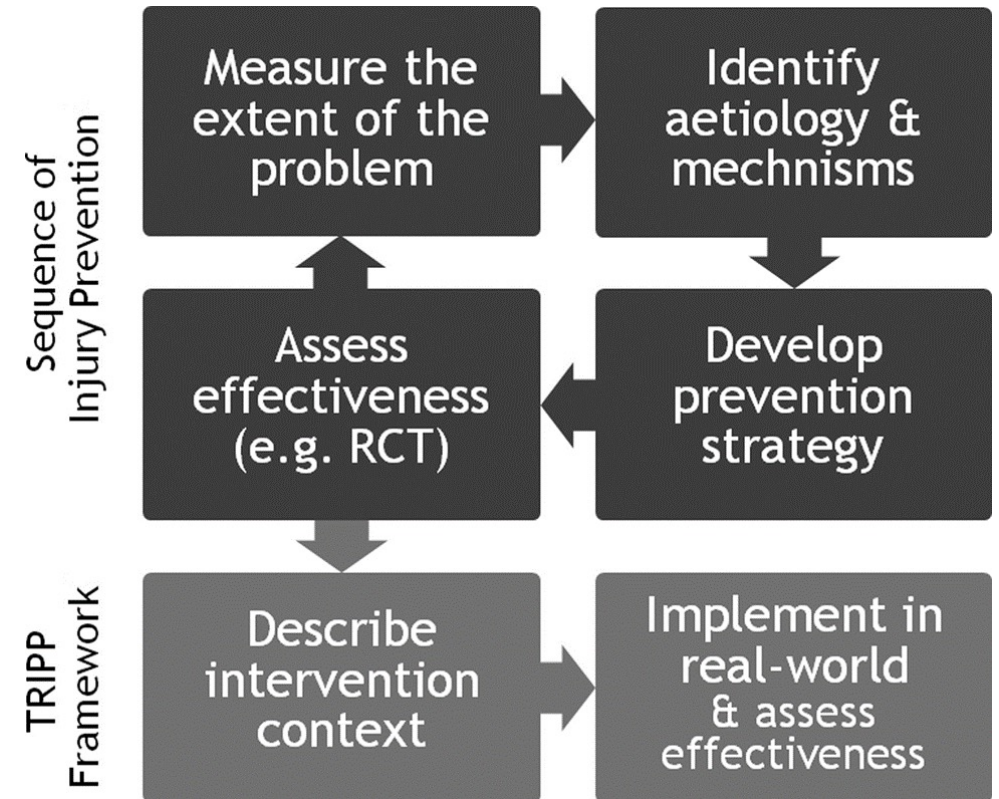 Sequence of
Injury Prevention
Measure the
extent of the
problem
Identify
aetiology &
mechnisms
Assess
effectiveness
(e.g. RCT)
Develop
prevention
strategy
TRIPP
Framework
Describe
intervention
context
Implement in
real-world
& assess
effectiveness